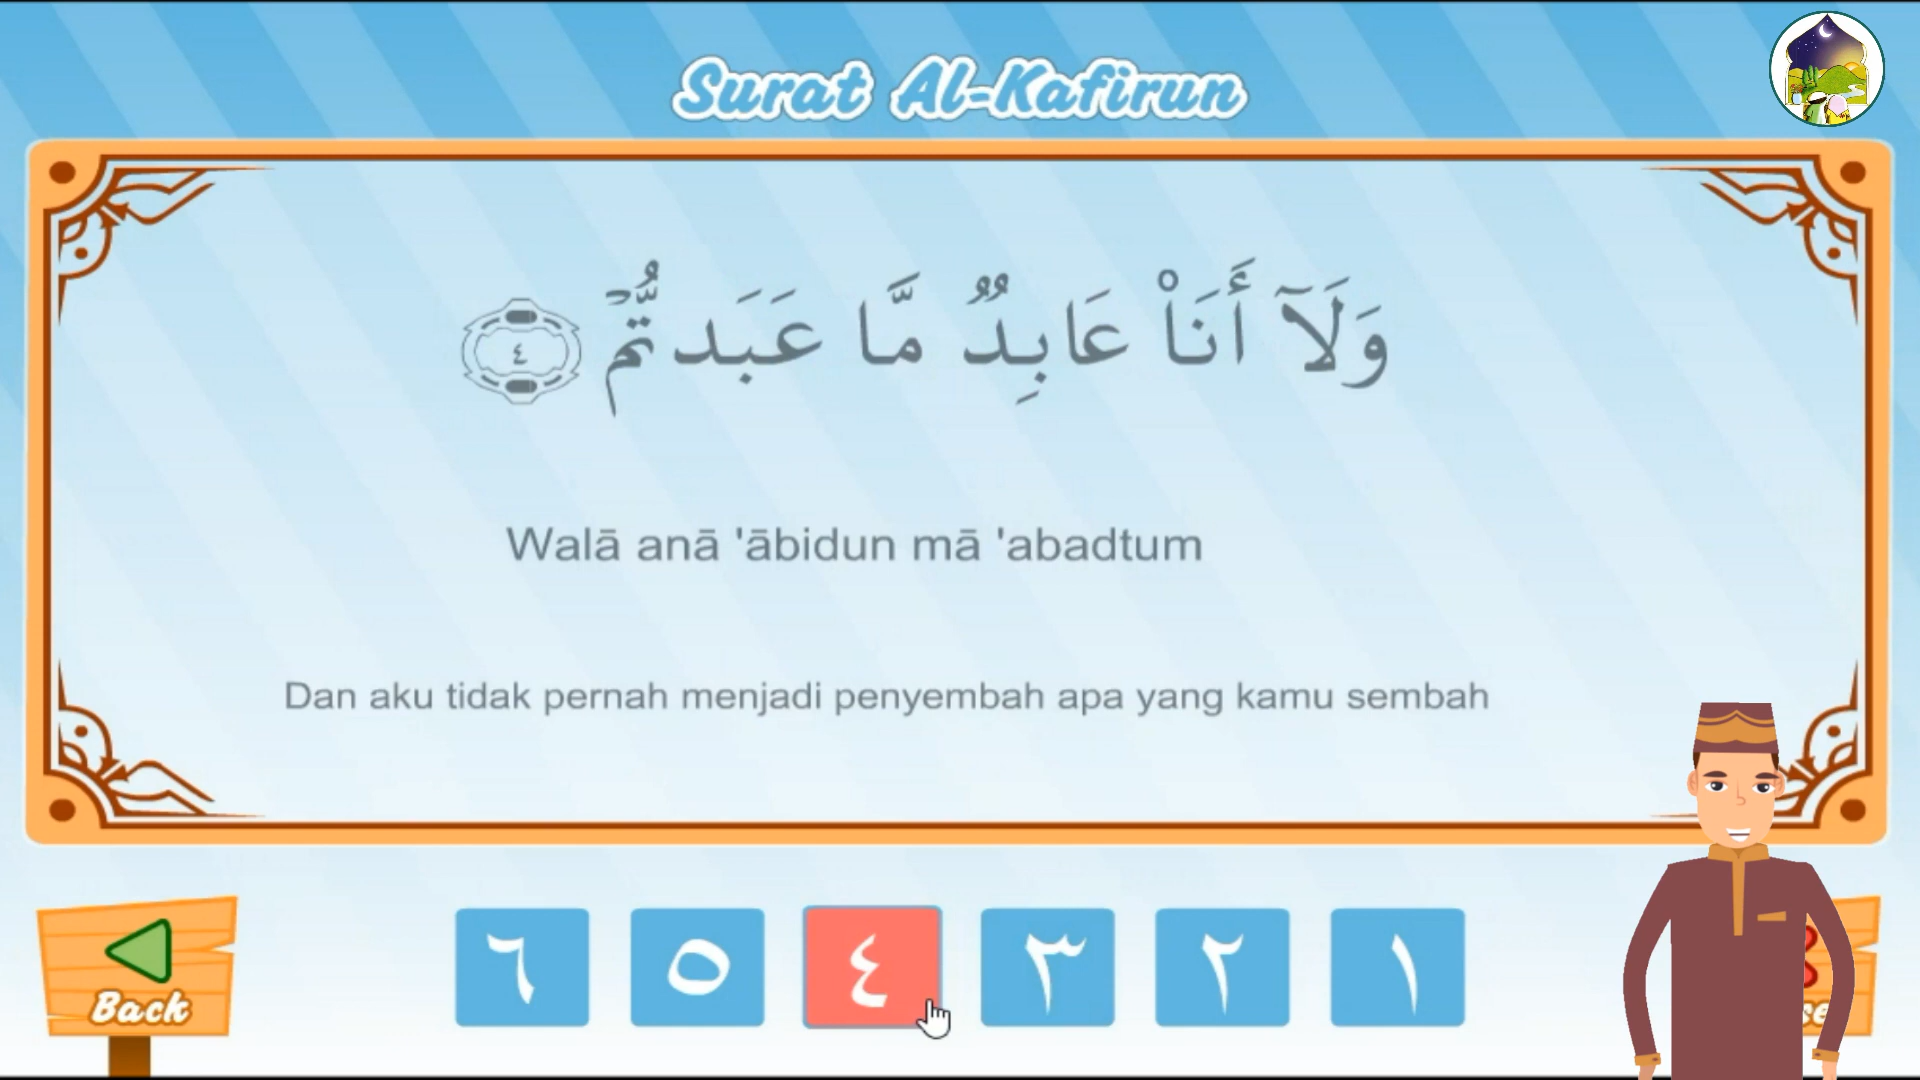 Surat Al-Kafirun
وَلَآ أَنَا۠ عَابِدٌ مَّا عَبَدتُّمْ ٤
Walā anā 'ābidun mā 'abadtum
Dan aku tidak pernah menjadi penyembah apa yang kamu sembah
Back
٦ ٥ ٤ ٣ ٢ ١